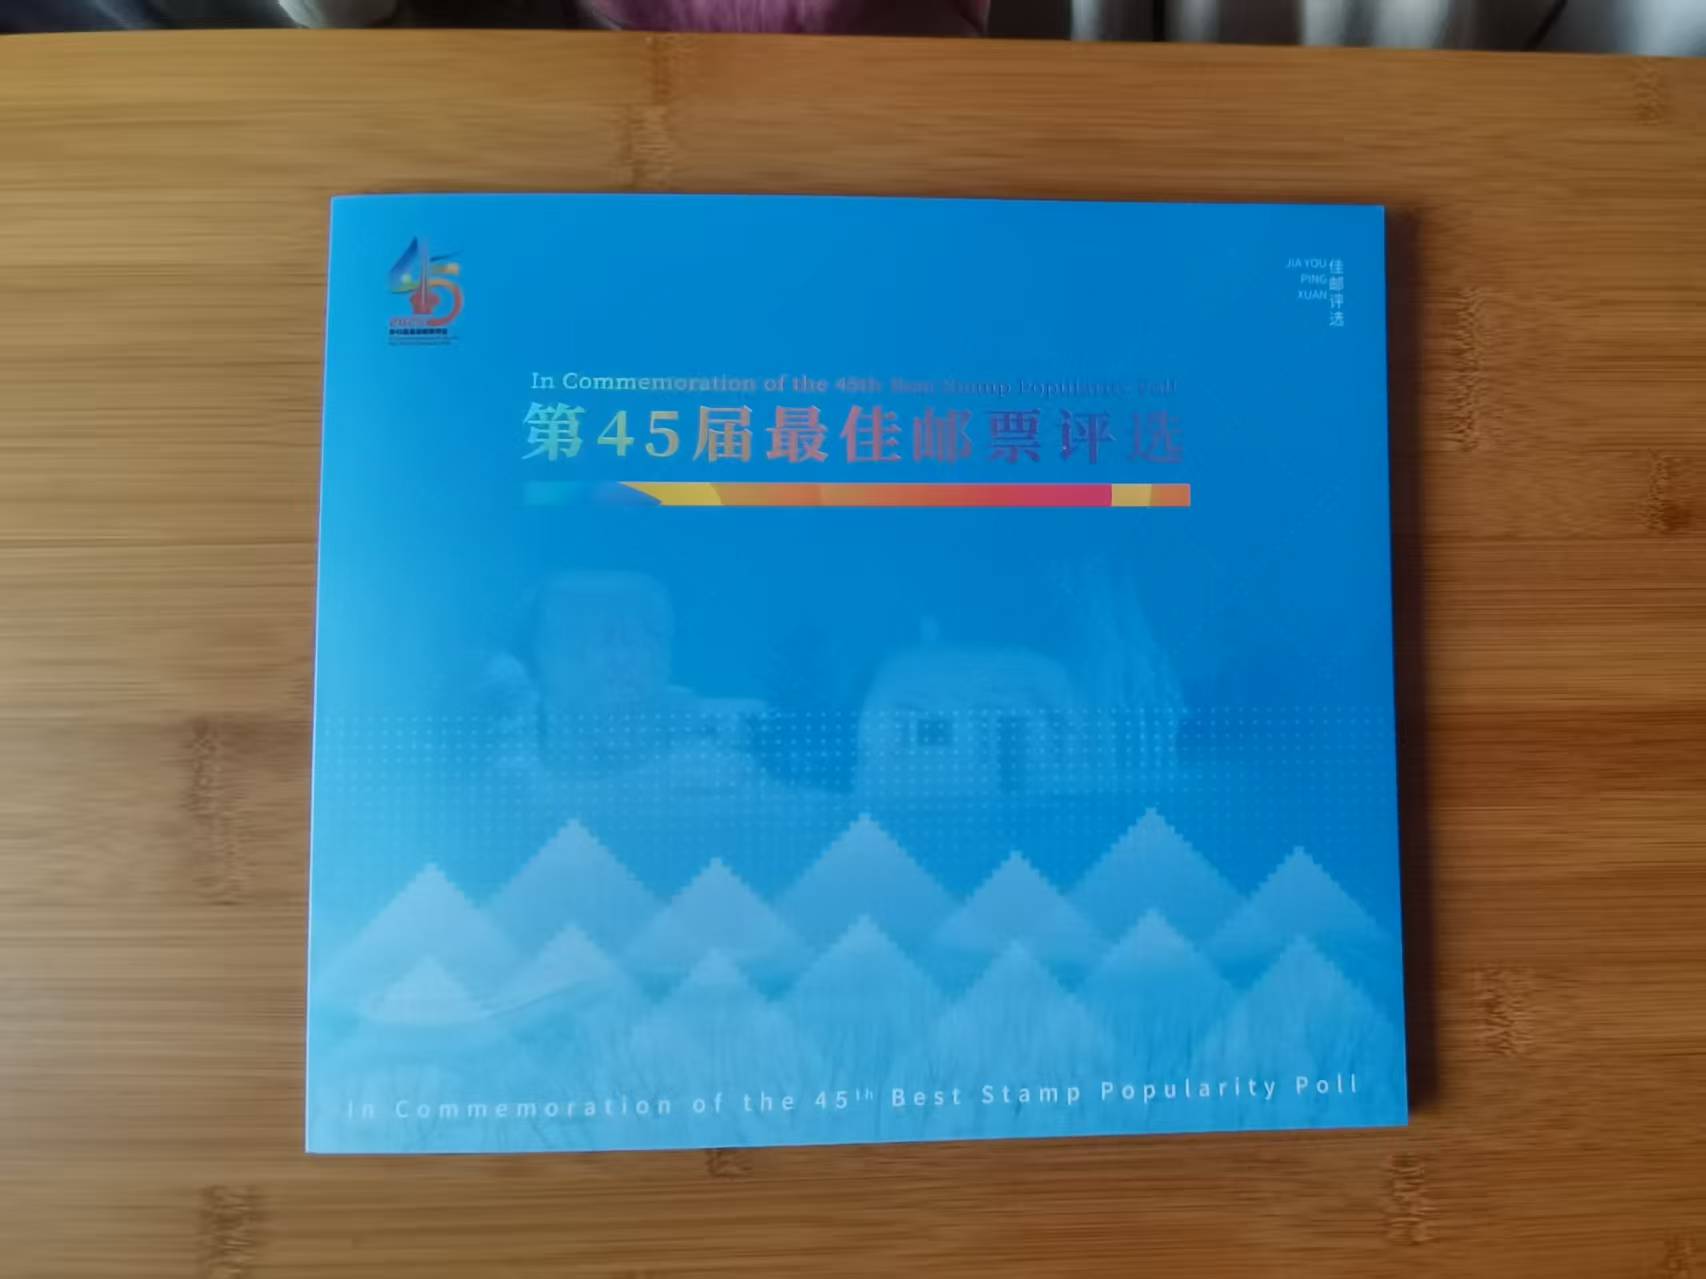 2025
JIA YOU
PING
XUAN
佳邮评选
In Commemoration of the 45th Best Stamp Popularity Poll
第45届最佳邮票评选
In Commemoration of the 45th Best Stamp Popularity Poll